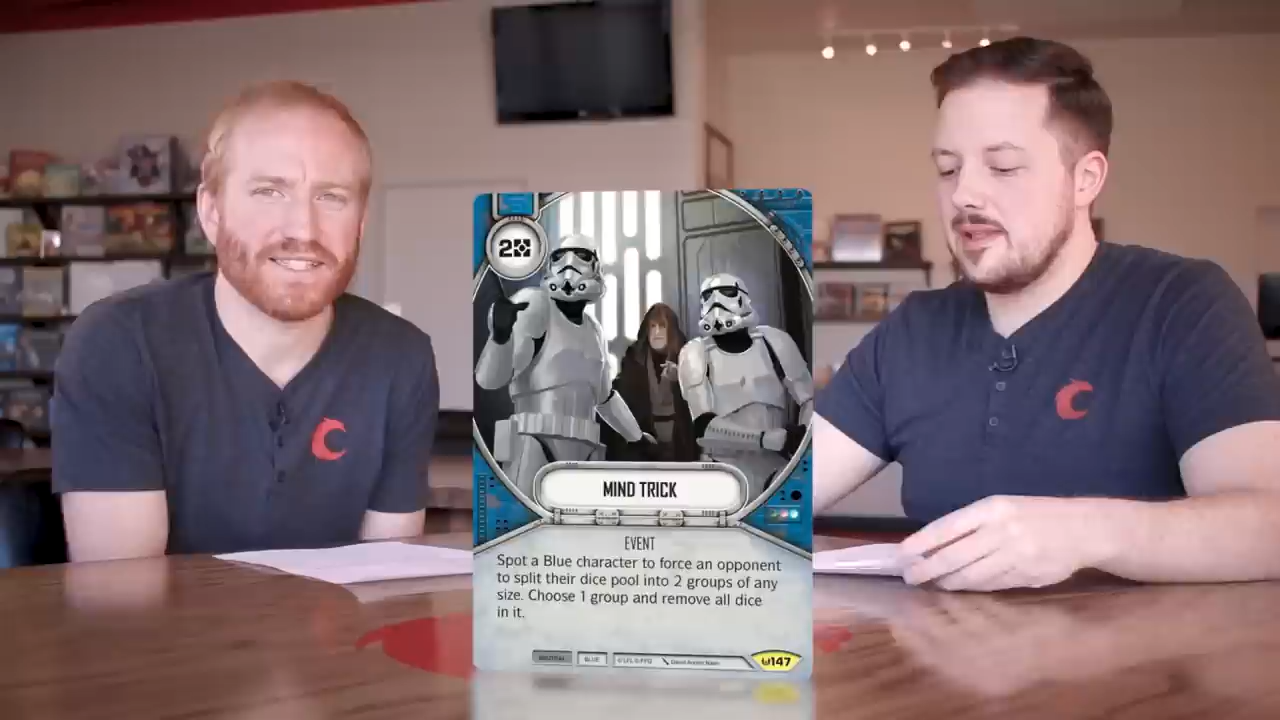 2
MIND TRICK
EVENT
Spot a Blue character to force an opponent
to split their dice pool into 2 groups of any
size. Choose 1 group and remove all dice
in it.
NEUTRAL BLUE
147